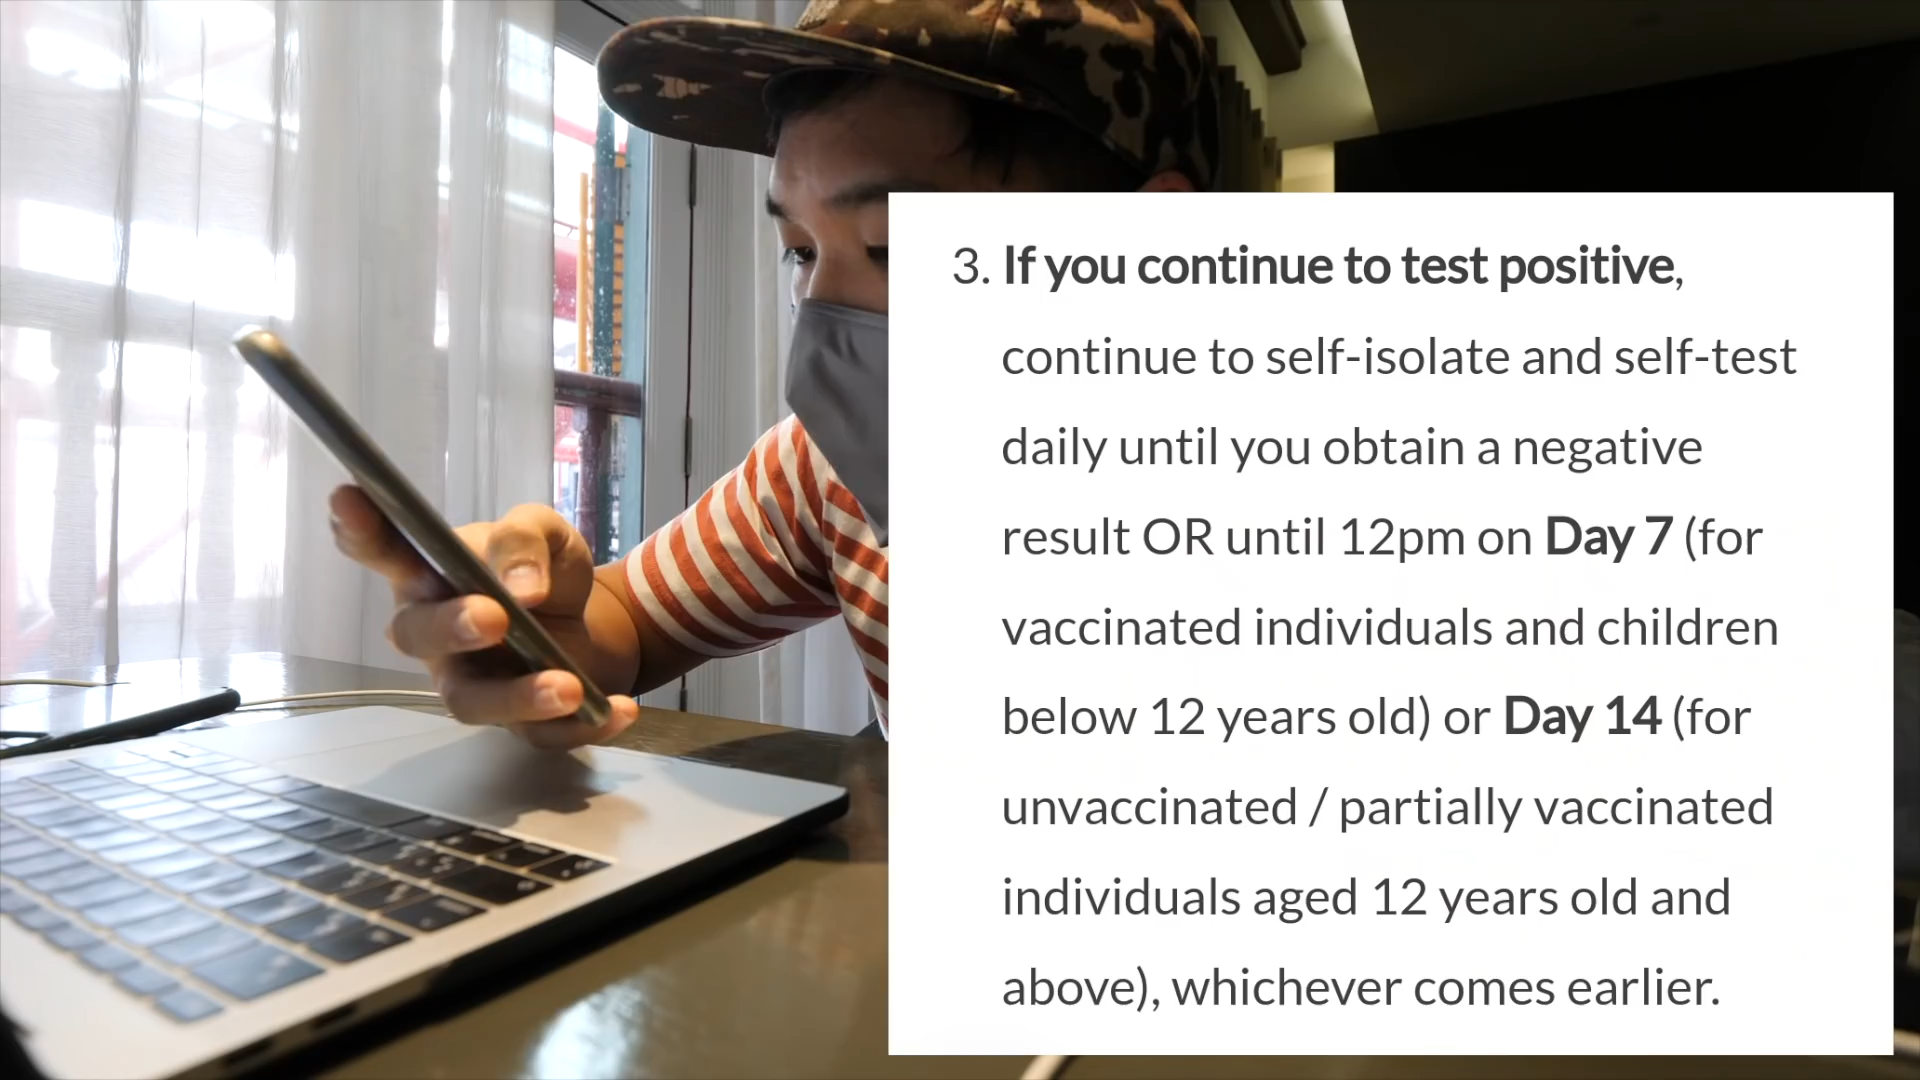 3. If you continue to test positive,
continue to self-isolate and self-test
daily until you obtain a negative
result OR until 12pm on Day 7 (for
vaccinated individuals and children
below 12 years old) or Day 14 (for
unvaccinated / partially vaccinated
individuals aged 12 years old and
above), whichever comes earlier.